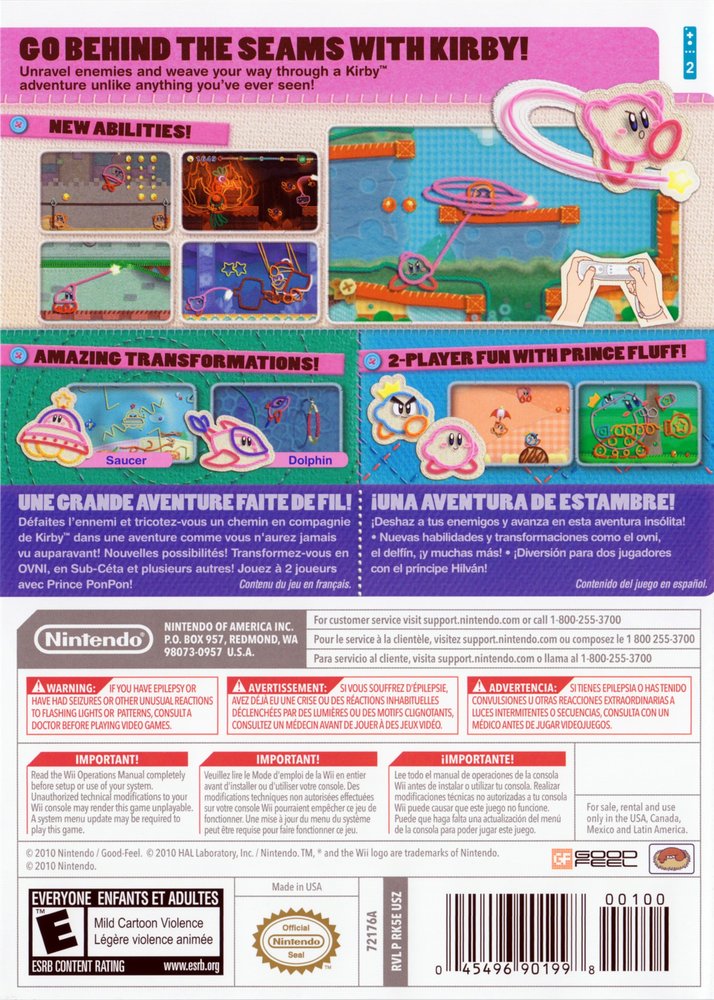 GO BEHIND THE SEAMS WITH KIRBY!
Unravel enemies and weave your way through a Kirby™
adventure unlike anything you've ever seen!
2
NEW ABILITIES!
AMAZING TRANSFORMATIONS!
Saucer
Dolphin
2-PLAYER FUN WITH PRINCE FLUFF!
UNE GRANDE AVENTURE FAITE DE FIL!
Défaites l'ennemi et tricotez-vous un chemin en compagnie
de Kirby™ dans une aventure comme vous n'aurez jamais
vu auparavant! Nouvelles possibilités! Transformez-vous en
OVNI, en Sub-Céta et plusieurs autres! Jouez à 2 joueurs
avec Prince PonPon!
Contenu du jeu en français.
¡UNA AVENTURA DE ESTAMBRE!
¡Deshaz a tus enemigos y avanza en esta aventura insólita!
• Nuevas habilidades y transformaciones como el ovni,
el delfín, ¡y muchas más! • ¡Diversión para dos jugadores
con el príncipe Hilván!
Contenido del juego en español.
Nintendo®
NINTENDO OF AMERICA INC.
P.O. BOX 957, REDMOND, WA
98073-0957 U.S.A.
For customer service visit support.nintendo.com or call 1-800-255-3700
Pour le service à la clientèle, visitez support.nintendo.com ou composez le 1 800 255-3700
Para servicio al cliente, visita support.nintendo.com o llama al 1-800-255-3700
WARNING: IF YOU HAVE EPILEPSY OR
HAVE HAD SEIZURES OR OTHER UNUSUAL REACTIONS
TO FLASHING LIGHTS OR PATTERNS, CONSULT A
DOCTOR BEFORE PLAYING VIDEO GAMES.
AVERTISSEMENT: SI VOUS SOUFFREZ D'ÉPILEPSIE,
AVEZ DÉJÀ EU UNE CRISE OU DES RÉACTIONS INHABITUELLES
DÉCLENCHÉES PAR DES LUMIÈRES OU DES MOTIFS CLIGNOTANTS,
CONSULTEZ UN MÉDECIN AVANT DE JOUER À DES JEUX VIDÉO.
ADVERTENCIA: SI TIENES EPILEPSIA O HAS TENIDO
CONVULSIONES U OTRAS REACCIONES EXTRAORDINARIAS A
LUCES INTERMITENTES O SECUENCIAS, CONSULTA CON UN
MÉDICO ANTES DE JUGAR VIDEOJUEGOS.
IMPORTANT!
Read the Wii Operations Manual completely
before setup or use of your system.
Unauthorized technical modifications to your
Wii console may render this game unplayable.
A system menu update may be required to
play this game.
IMPORTANT!
Veuillez lire le Mode d'emploi de la Wii en entier
avant d'installer ou d'utiliser votre console. Des
modifications techniques non autorisées effectuées
sur votre console Wii pourraient empêcher ce jeu de
fonctionner. Une mise à jour du menu du système
peut être requise pour faire fonctionner ce jeu.
¡IMPORTANTE!
Lee todo el manual de operaciones de la consola
Wii antes de instalar o utilizar tu consola. Realizar
modificaciones técnicas no autorizadas a tu consola
Wii puede causar que este juego no funcione.
Puede que haga falta una actualización del menú
de la consola para poder jugar este juego.
For sale, rental and use
only in the USA, Canada,
Mexico and Latin America.
© 2010 Nintendo / Good-Feel. © 2010 HAL Laboratory, Inc. / Nintendo. TM, ® and the Wii logo are trademarks of Nintendo.
© 2010 Nintendo.
GF GOOD
FEEL
EVERYONE ENFANTS ET ADULTES
E
Mild Cartoon Violence
Légère violence animée
ESRB CONTENT RATING www.esrb.org
Made in USA
Official
Nintendo
Seal
72176A
RVL P RK5E USZ
00100
0 45496 90199 8